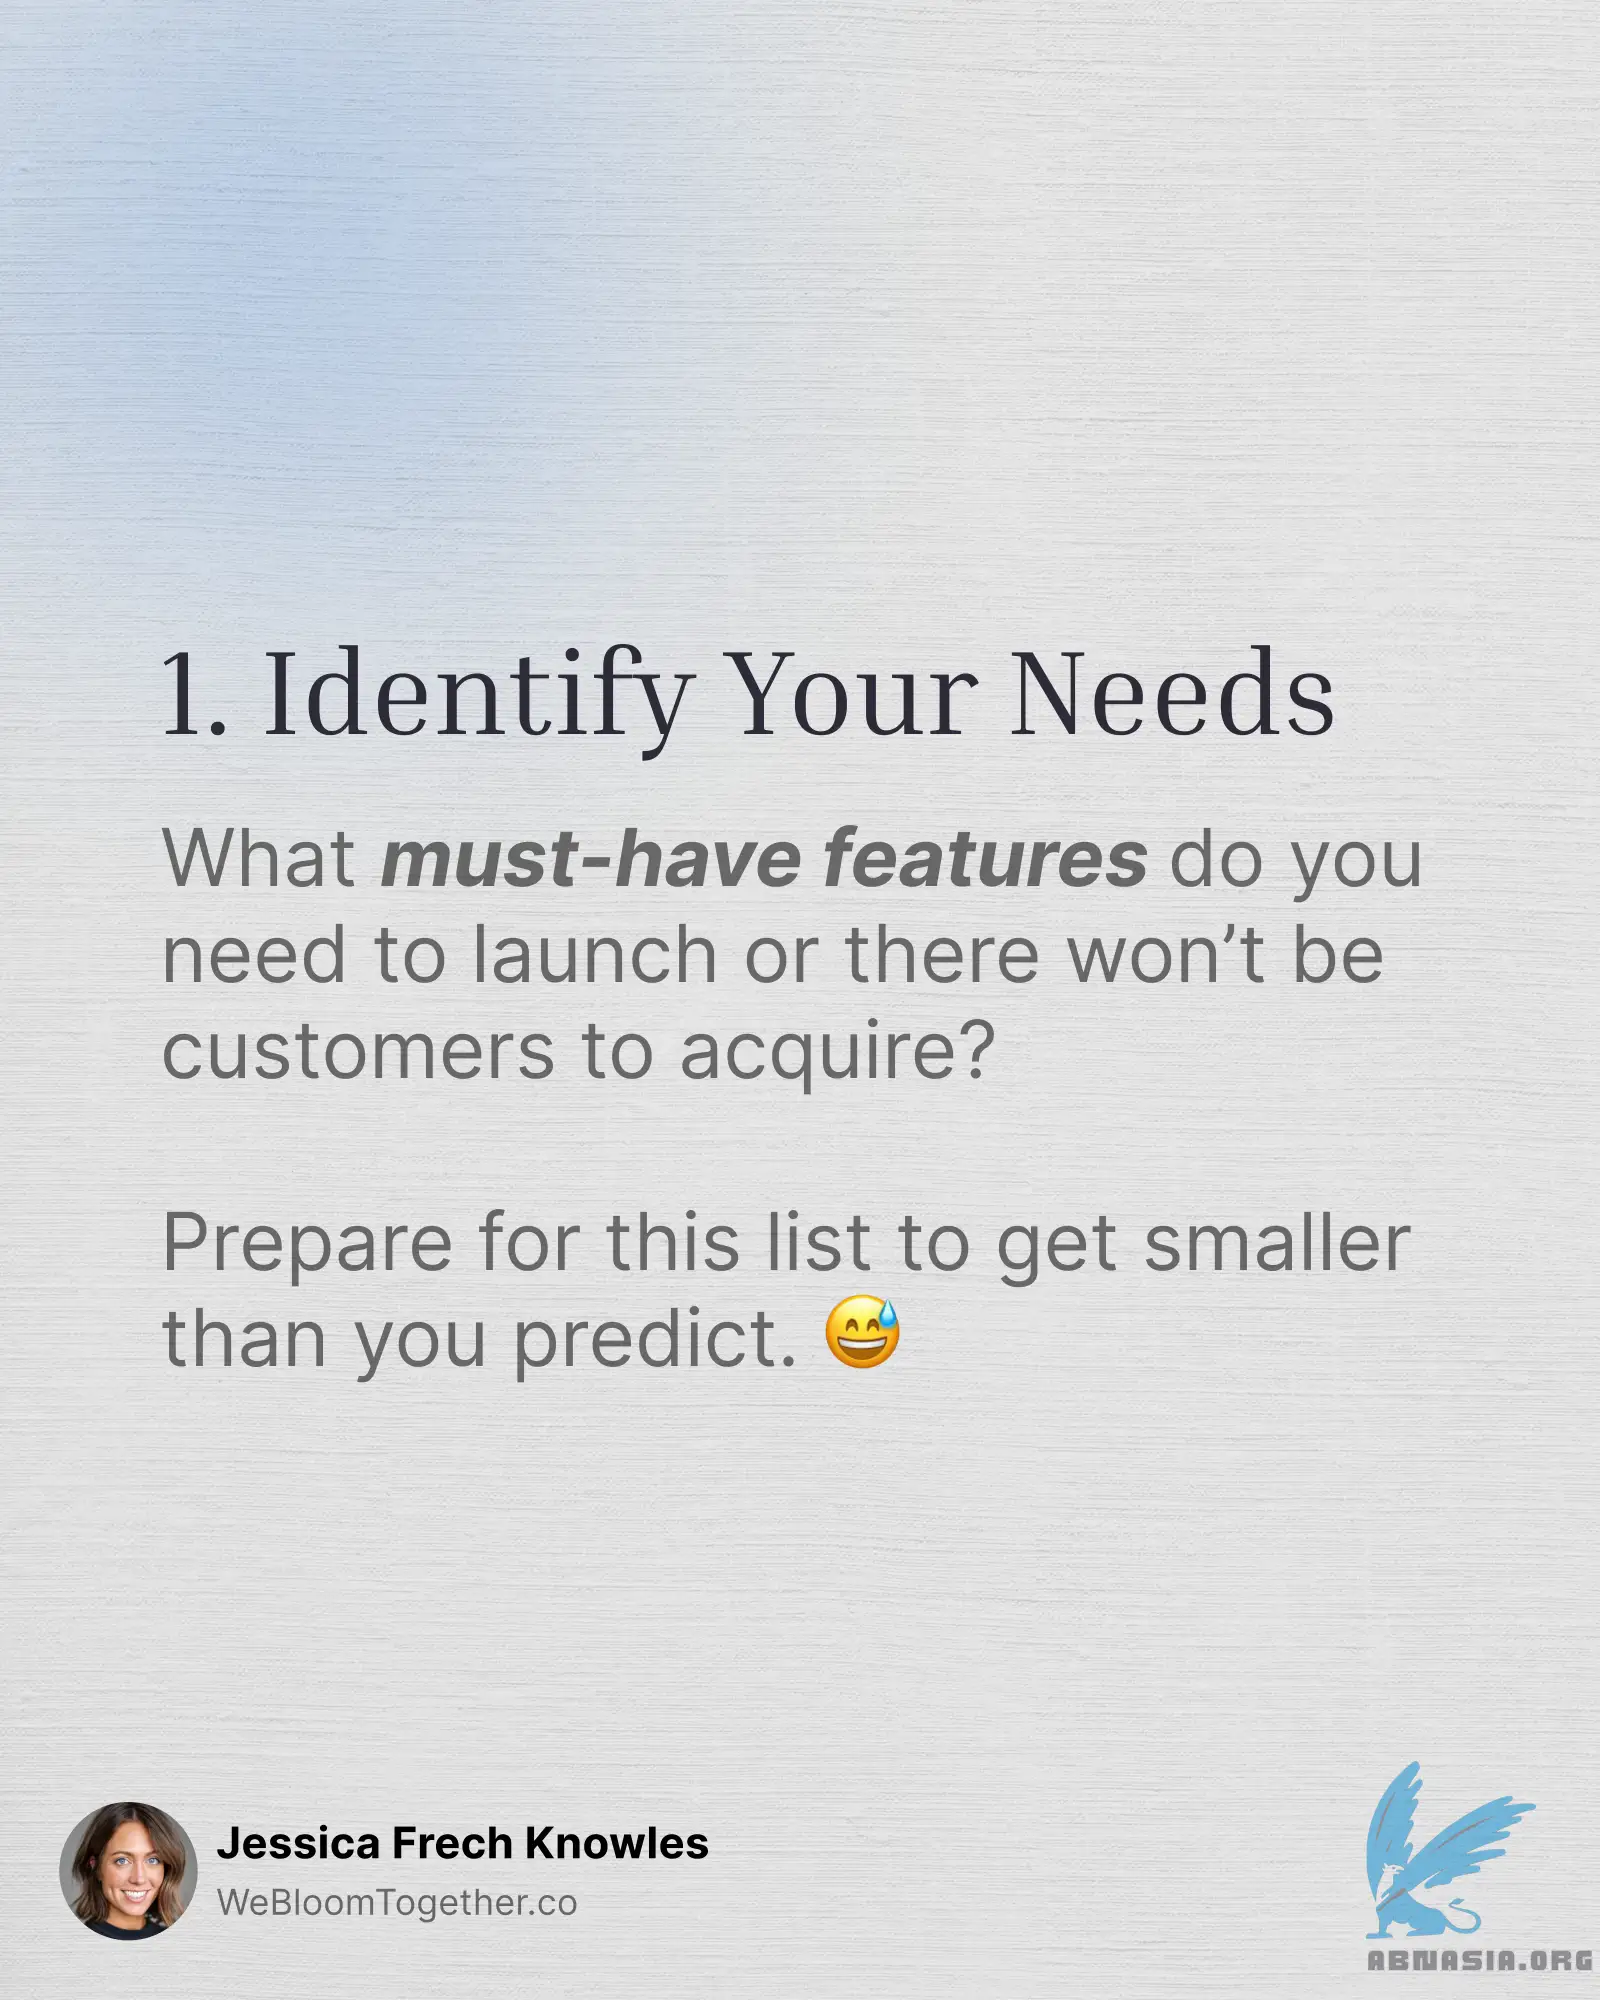 1. Identify Your Needs
What must-have features do you
need to launch or there won’t be
customers to acquire?
Prepare for this list to get smaller
than you predict. 😅
Jessica Frech Knowles
WeBloomTogether.co
ABNASIA.ORG